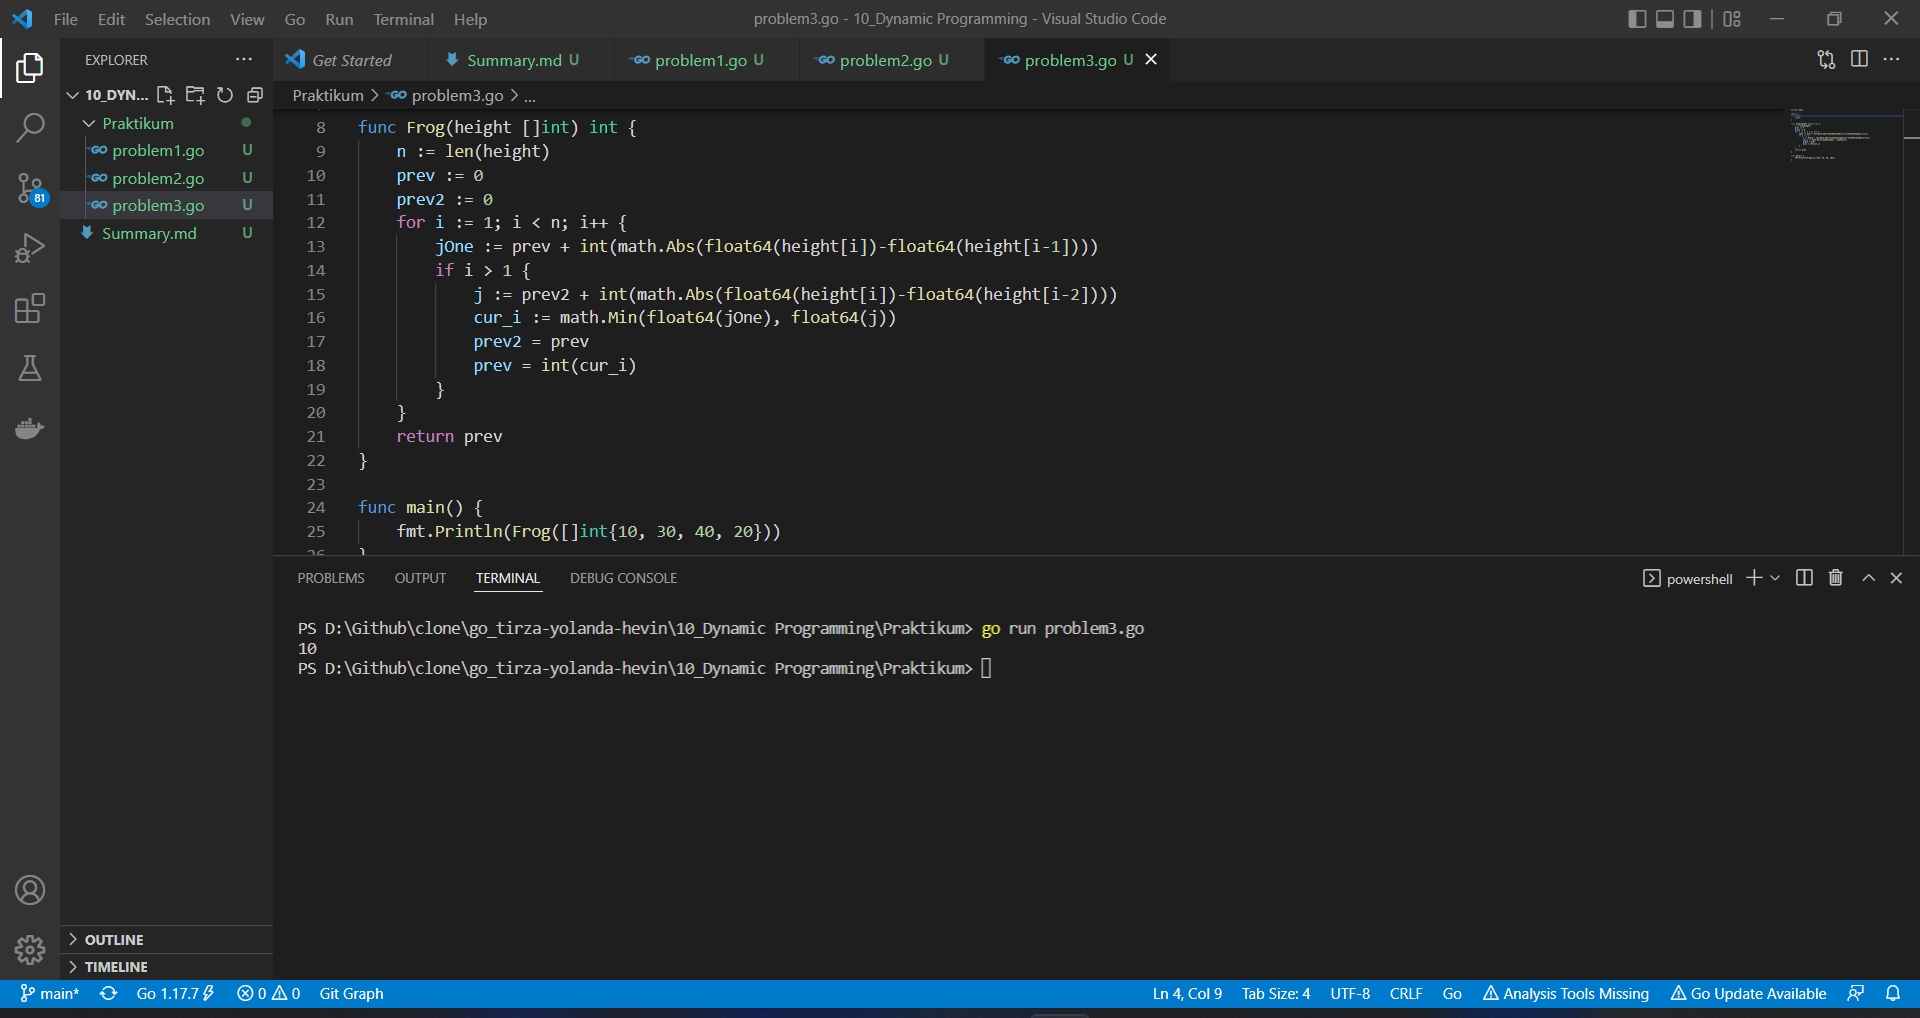 File Edit Selection View Go Run Terminal Help
problem3.go - 10_Dynamic Programming - Visual Studio Code
EXPLORER
Get Started
Summary.md U
GO problem1.go U
GO problem2.go U
GO problem3.go U
10_DYN...
Praktikum > GO problem3.go > ...
Praktikum
GO problem1.go U
GO problem2.go U
GO problem3.go U
Summary.md U
81
8 func Frog(height []int) int {
9 n := len(height)
10 prev := 0
11 prev2 := 0
12 for i := 1; i < n; i++ {
13 jOne := prev + int(math.Abs(float64(height[i])-float64(height[i-1])))
14 if i > 1 {
15 j := prev2 + int(math.Abs(float64(height[i])-float64(height[i-2])))
16 cur_i := math.Min(float64(jOne), float64(j))
17 prev2 = prev
18 prev = int(cur_i)
19 }
20 }
21 return prev
22 }
23
24 func main() {
25 fmt.Println(Frog([]int{10, 30, 40, 20}))
26 }
PROBLEMS OUTPUT TERMINAL DEBUG CONSOLE
powershell
PS D:\Github\clone\go_tirza-yolanda-hevin\10_Dynamic Programming\Praktikum> go run problem3.go
10
PS D:\Github\clone\go_tirza-yolanda-hevin\10_Dynamic Programming\Praktikum>
OUTLINE
TIMELINE
main* Go 1.17.7 0 0 Git Graph
Ln 4, Col 9 Tab Size: 4 UTF-8 CRLF Go Analysis Tools Missing Go Update Available